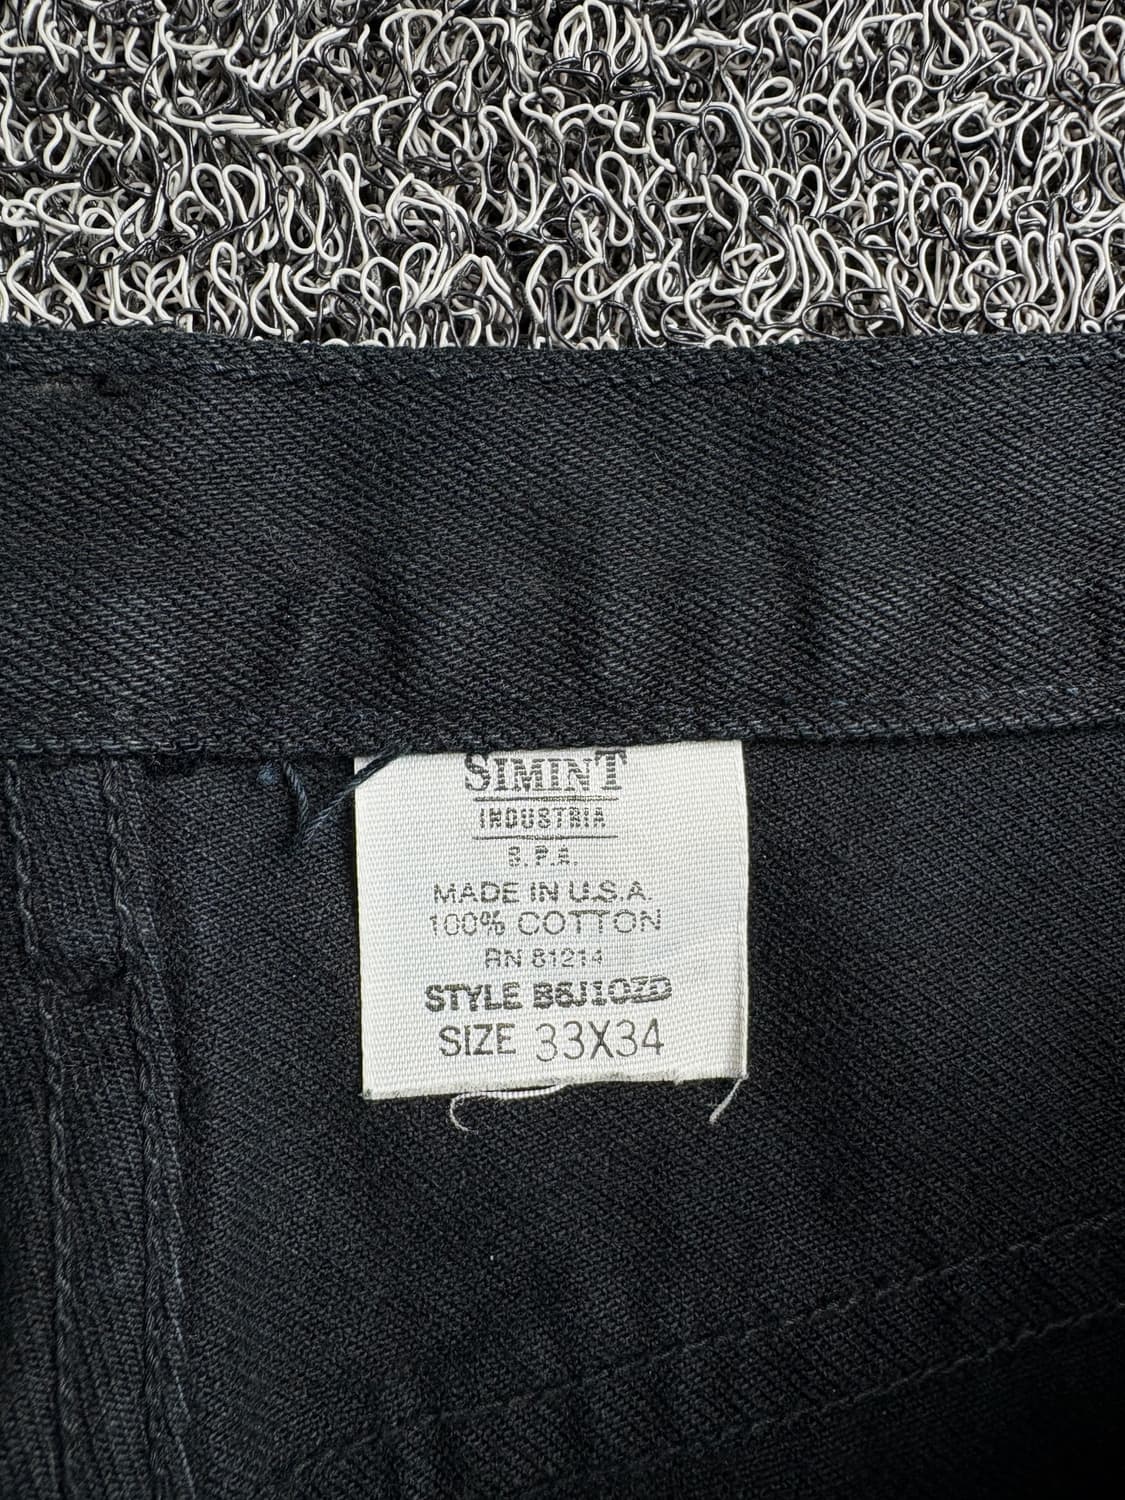 SIMINT
INDUSTRIA
S.P.A.
MADE IN U.S.A.
100% COTTON
RN 81214
STYLE B6J10ZD
SIZE 33X34